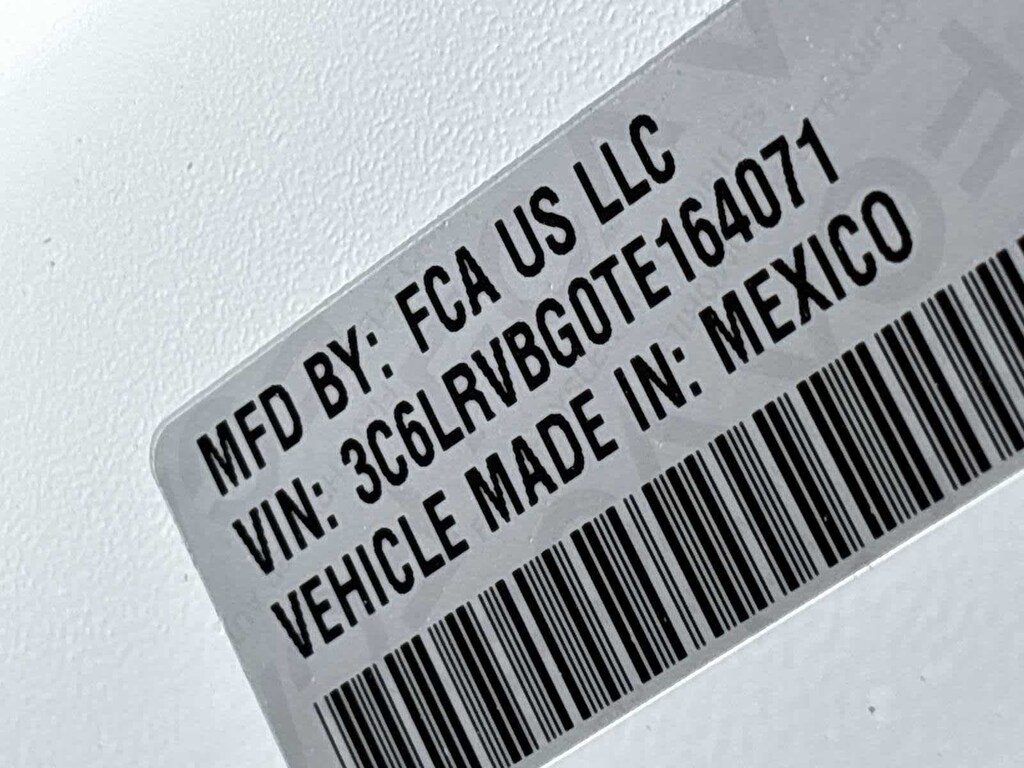 MFD BY: FCA US LLC
VIN: 3C6LRVBG0TE164071
VEHICLE MADE IN: MEXICO